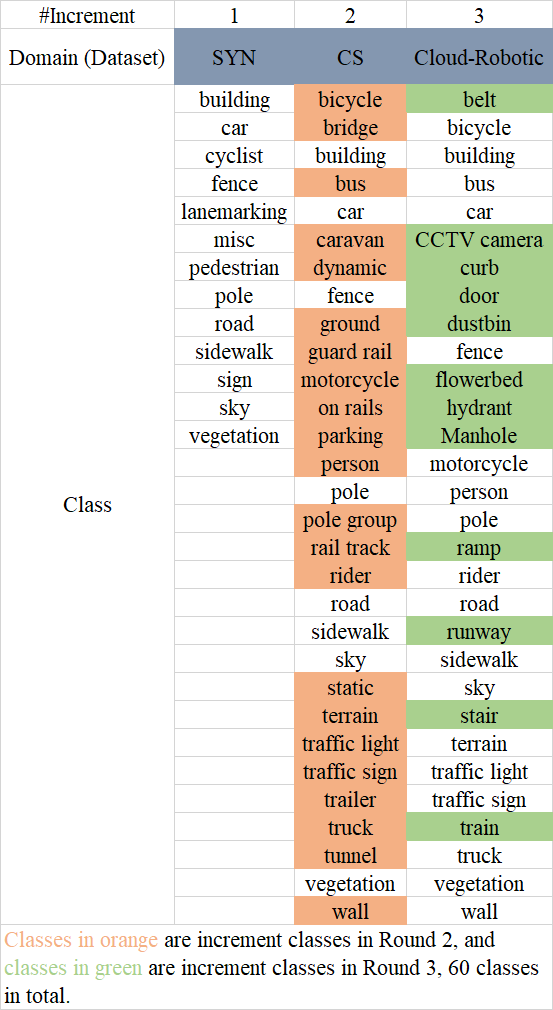 #Increment 1 2 3
Domain (Dataset) SYN CS Cloud-Robotic
building bicycle belt
car bridge bicycle
cyclist building building
fence bus bus
lanemarking car car
misc caravan CCTV camera
pedestrian dynamic curb
pole fence door
road ground dustbin
sidewalk guard rail fence
sign motorcycle flowerbed
sky on rails hydrant
vegetation parking Manhole
person motorcycle
pole person
Class pole group pole
rail track ramp
rider rider
road road
sidewalk runway
sky sidewalk
static sky
terrain stair
traffic light terrain
traffic sign traffic light
trailer traffic sign
truck train
tunnel truck
vegetation vegetation
wall wall
Classes in orange are increment classes in Round 2, and
classes in green are increment classes in Round 3, 60 classes
in total.